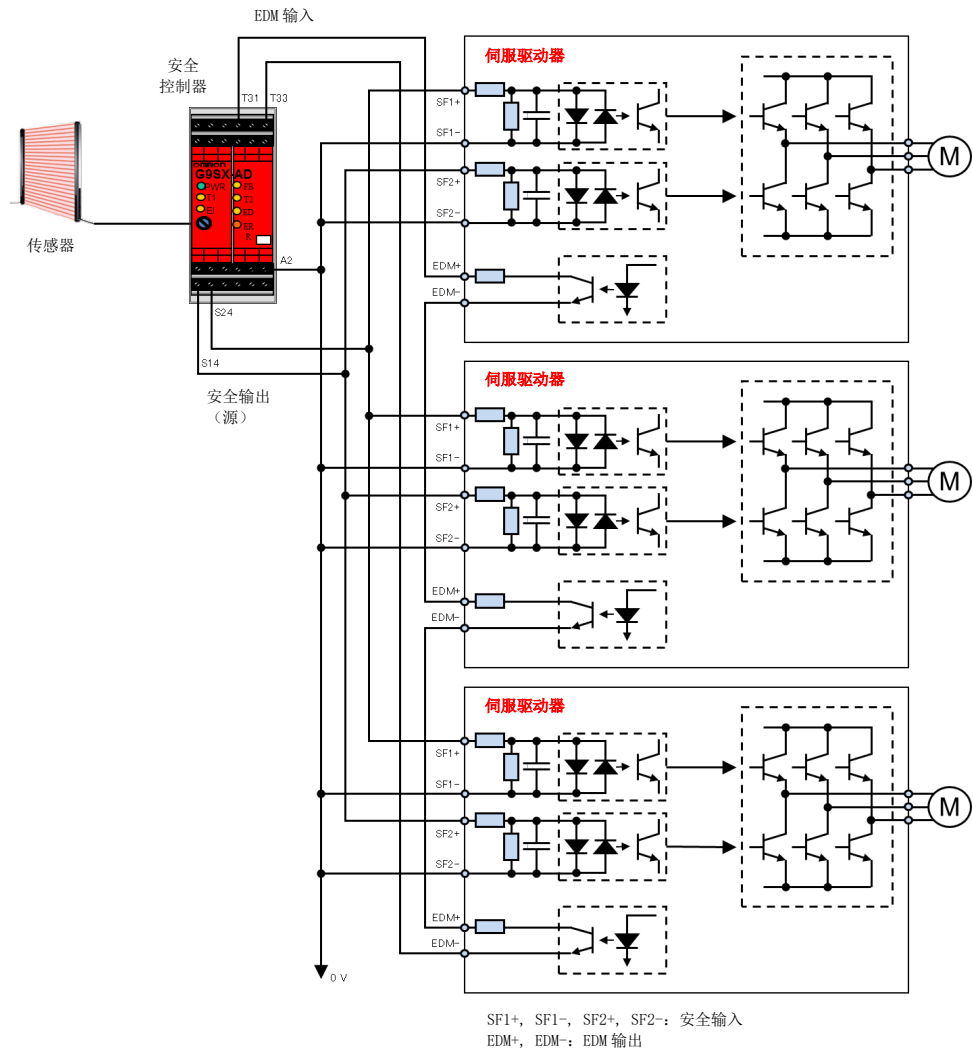 EDM 输入
安全
控制器
T31
T33
omron
G9SX-AD
PWR
FB
T1
T2
EI
ED
ER
R
传感器
A2
S24
S14
安全输出
(源)
伺服驱动器
SF1+
SF1-
SF2+
SF2-
EDM+
EDM-
M
伺服驱动器
SF1+
SF1-
SF2+
SF2-
EDM+
EDM-
M
伺服驱动器
SF1+
SF1-
SF2+
SF2-
EDM+
EDM-
M
0 V
SF1+, SF1-, SF2+, SF2-: 安全输入
EDM+, EDM-: EDM 输出